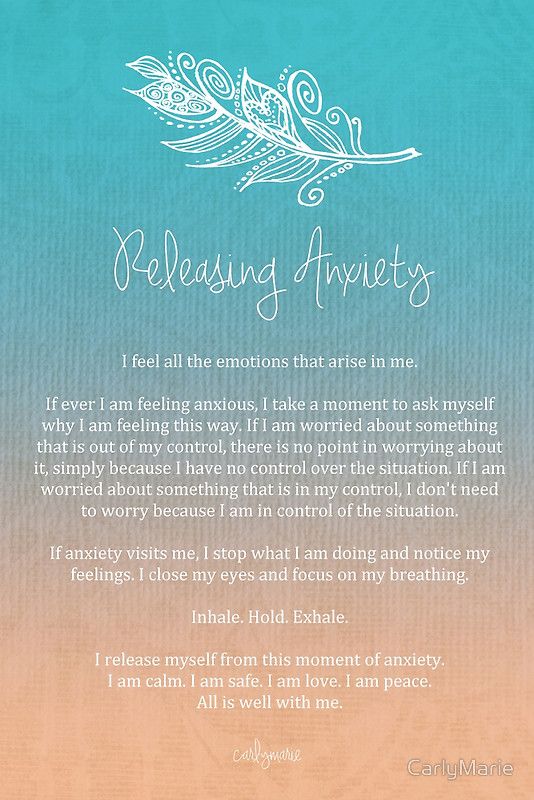 Releasing Anxiety
I feel all the emotions that arise in me.
If ever I am feeling anxious, I take a moment to ask myself
why I am feeling this way. If I am worried about something
that is out of my control, there is no point in worrying about
it, simply because I have no control over the situation. If I am
worried about something that is in my control, I don't need
to worry because I am in control of the situation.
If anxiety visits me, I stop what I am doing and notice my
feelings. I close my eyes and focus on my breathing.
Inhale. Hold. Exhale.
I release myself from this moment of anxiety.
I am calm. I am safe. I am love. I am peace.
All is well with me.
carlymarie
CarlyMarie